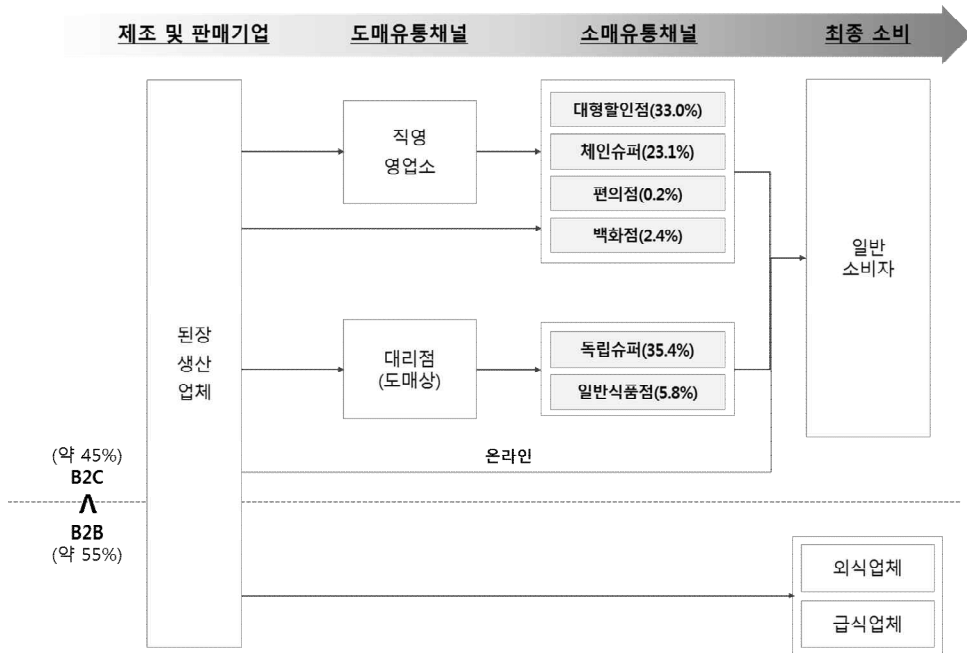 제조 및 판매기업 도매유통채널 소매유통채널 최종 소비
직영
영업소
대형할인점(33.0%)
체인슈퍼(23.1%)
편의점(0.2%)
백화점(2.4%)
일반
소비자
된장
생산
업체
대리점
(도매상)
독립슈퍼(35.4%)
일반식품점(5.8%)
온라인
(약 45%)
B2C
∧
B2B
(약 55%)
외식업체
급식업체